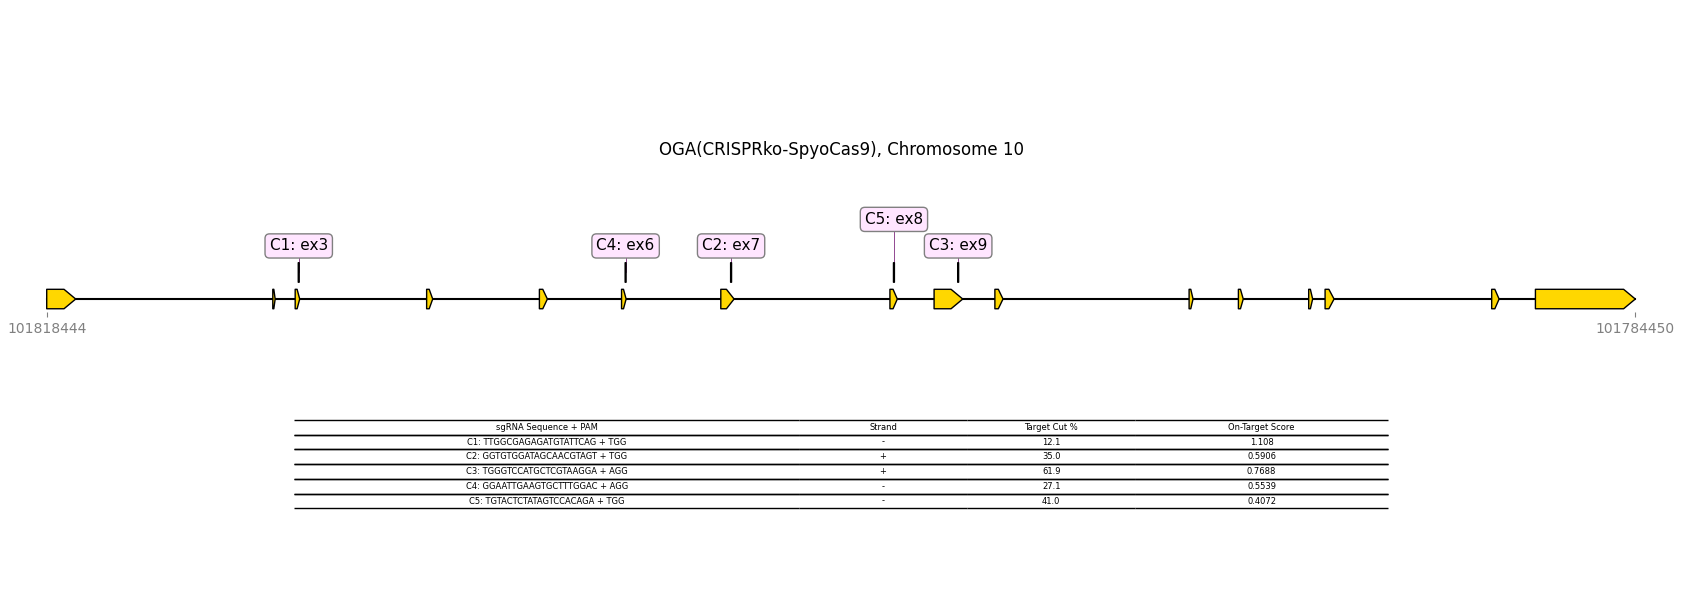 OGA(CRISPRko-SpyoCas9), Chromosome 10
C5: ex8
C1: ex3
C4: ex6
C2: ex7
C3: ex9
101818444
101784450
sgRNA Sequence + PAM Strand Target Cut % On-Target Score
C1: TTGGCGAGAGATGTATTCAG + TGG - 12.1 1.108
C2: GGTGTGGATAGCAACGTAGT + TGG + 35.0 0.5906
C3: TGGGTCCATGCTCGTAAGGA + AGG + 61.9 0.7688
C4: GGAATTGAAGTGCTTTGGAC + AGG - 27.1 0.5539
C5: TGTACTCTATAGTCCACAGA + TGG - 41.0 0.4072